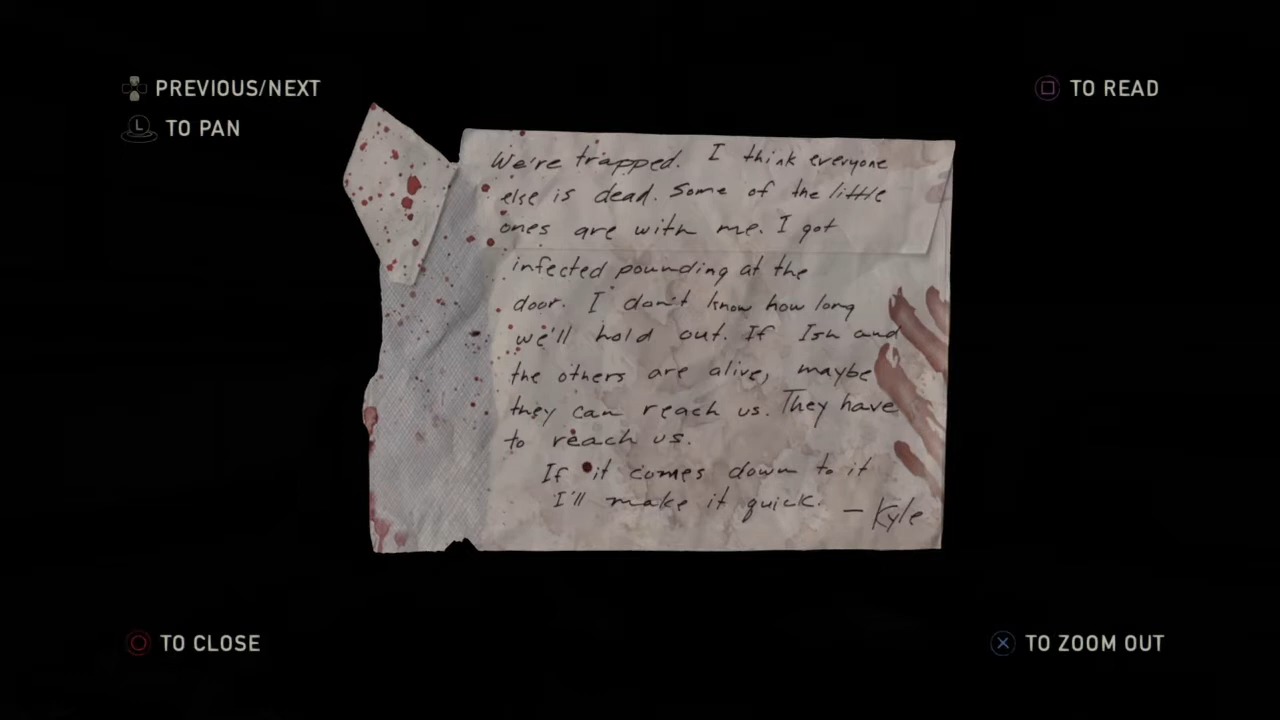 PREVIOUS/NEXT
L TO PAN
TO READ
We're trapped. I think everyone
else is dead. Some of the little
ones are with me. I got
infected pounding at the
door. I don't know how long
we'll hold out. If Ish and
the others are alive, maybe
they can reach us. They have
to reach us.
If it comes down to it
I'll make it quick. — Kyle
TO CLOSE
TO ZOOM OUT